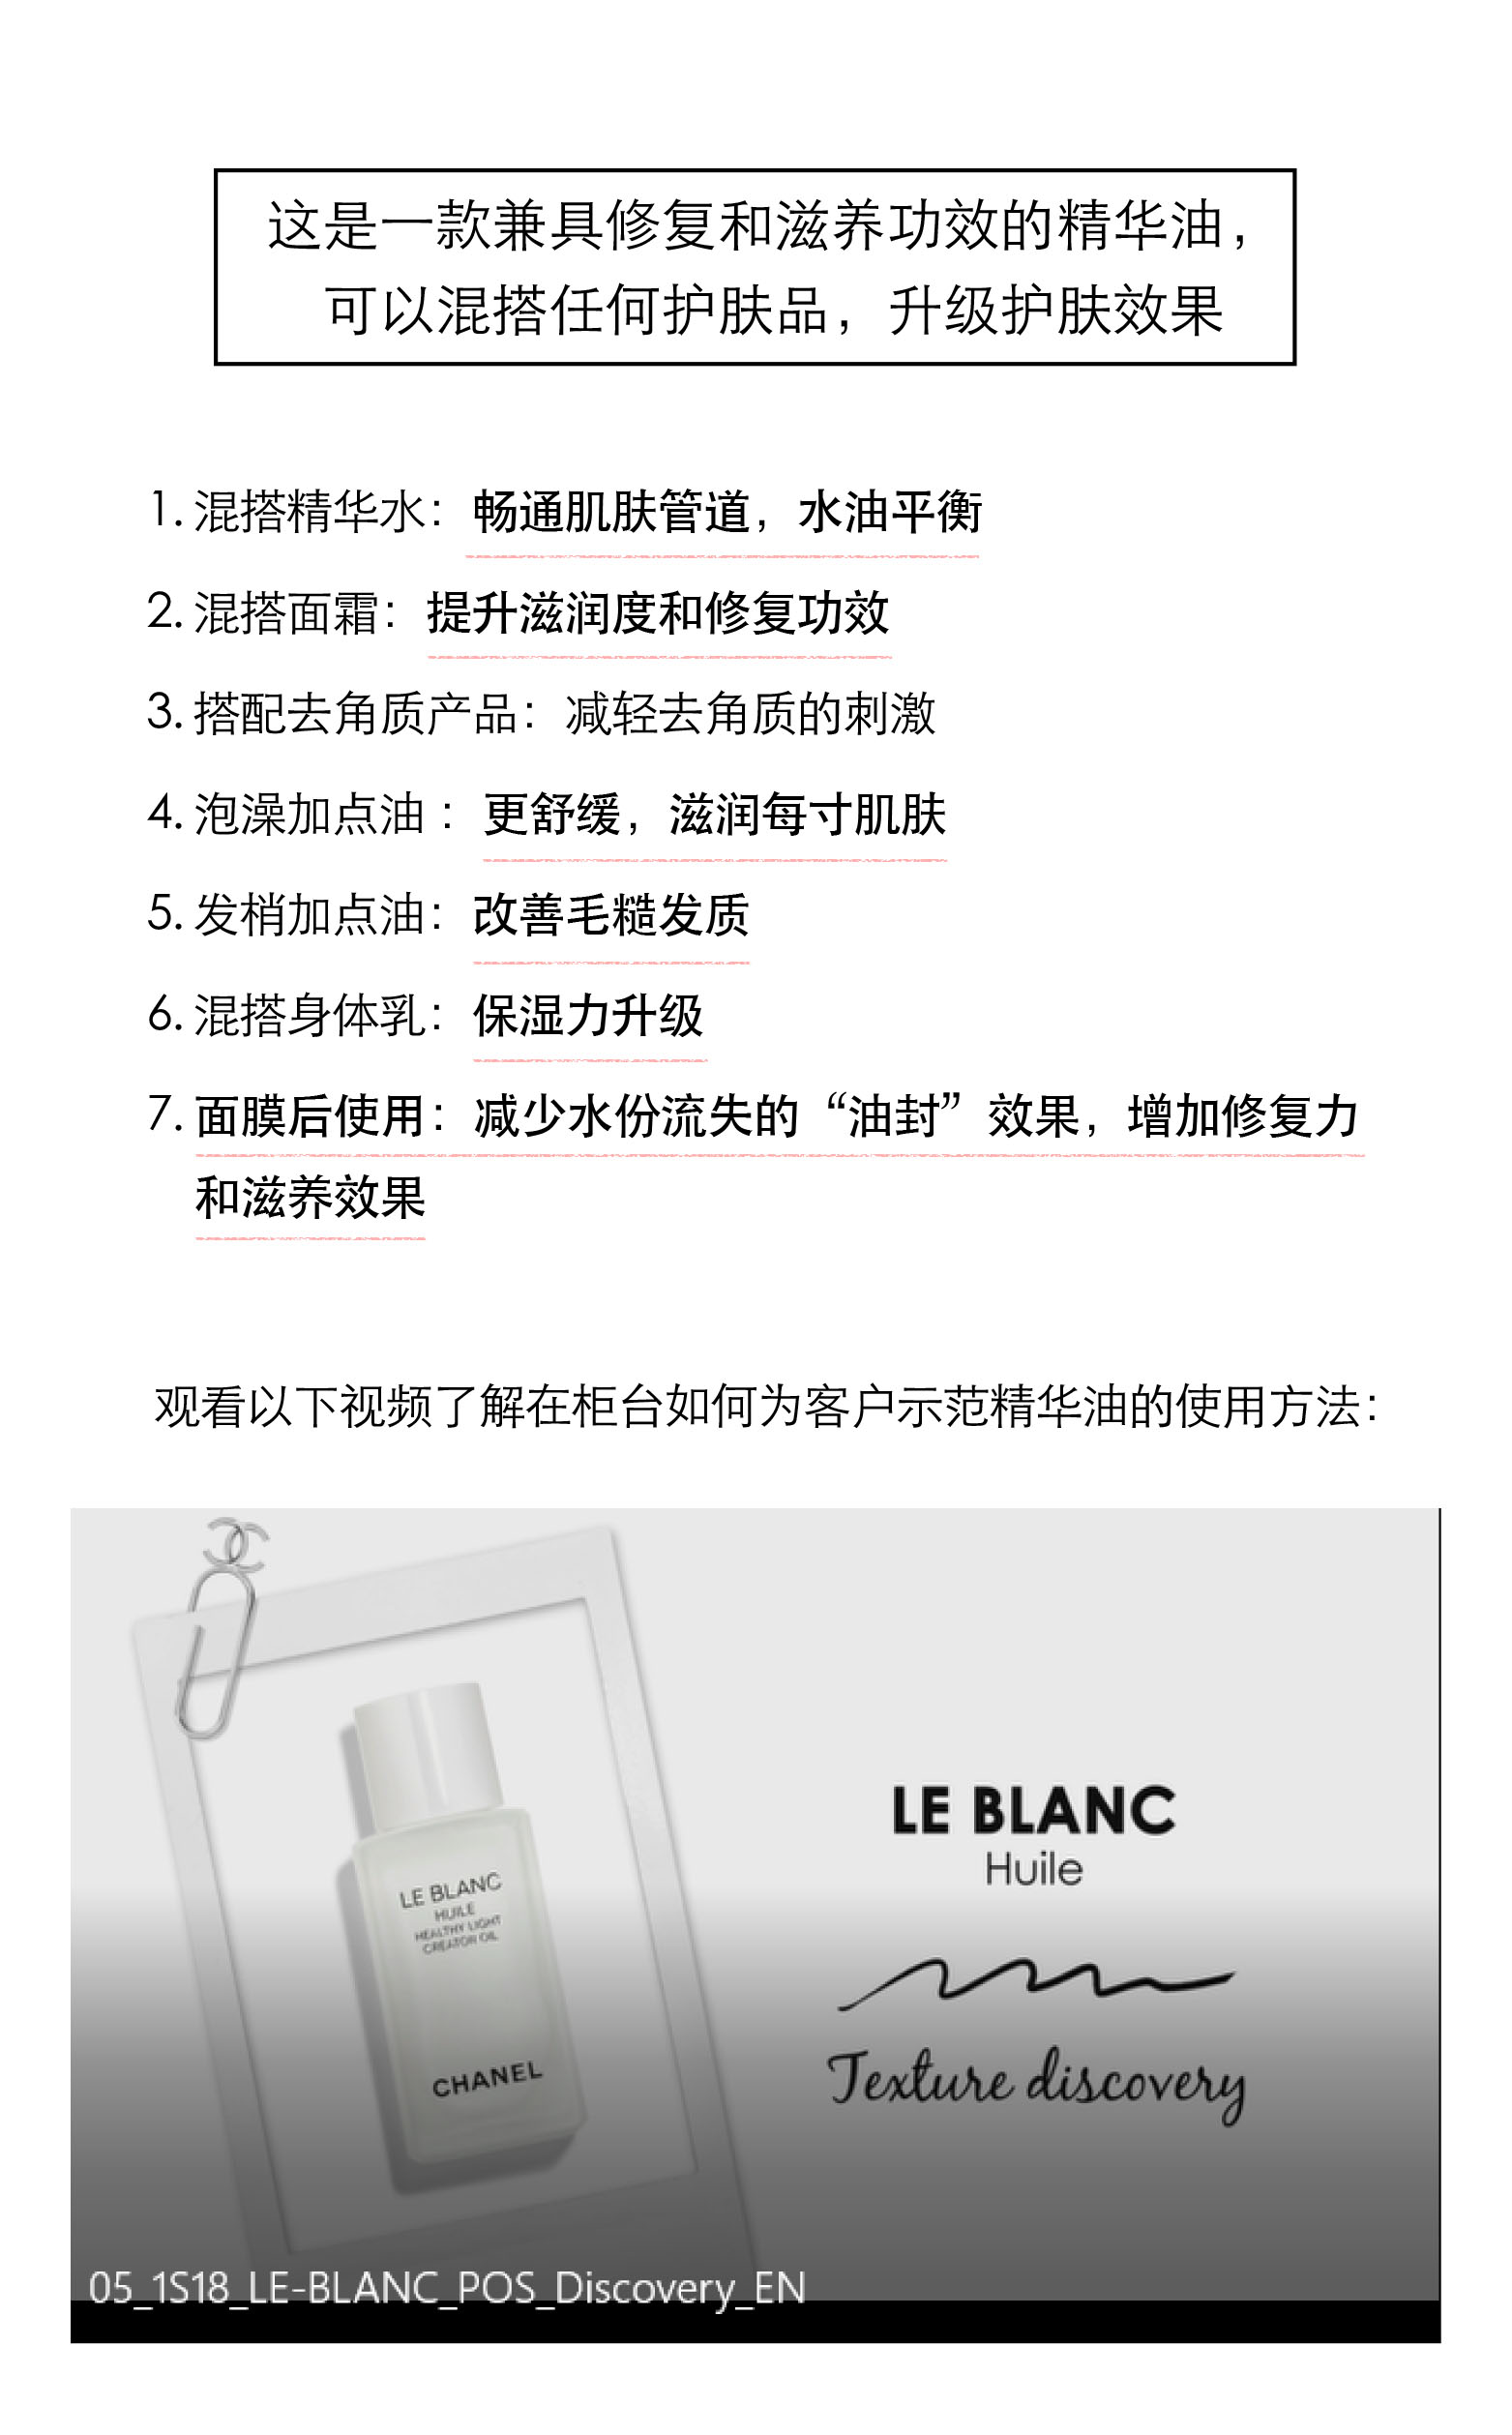 这是一款兼具修复和滋养功效的精华油，
可以混搭任何护肤品，升级护肤效果
1. 混搭精华水：畅通肌肤管道，水油平衡
2. 混搭面霜：提升滋润度和修复功效
3. 搭配去角质产品：减轻去角质的刺激
4. 泡澡加点油：更舒缓，滋润每寸肌肤
5. 发梢加点油：改善毛糙发质
6. 混搭身体乳：保湿力升级
7. 面膜后使用：减少水份流失的“油封”效果，增加修复力
和滋养效果
观看以下视频了解在柜台如何为客户示范精华油的使用方法：
LE BLANC
HUILE
HEALTHY LIGHT
CREATOR OIL
CHANEL
LE BLANC
Huile
Texture discovery
05_1S18_LE-BLANC_POS_Discovery_EN